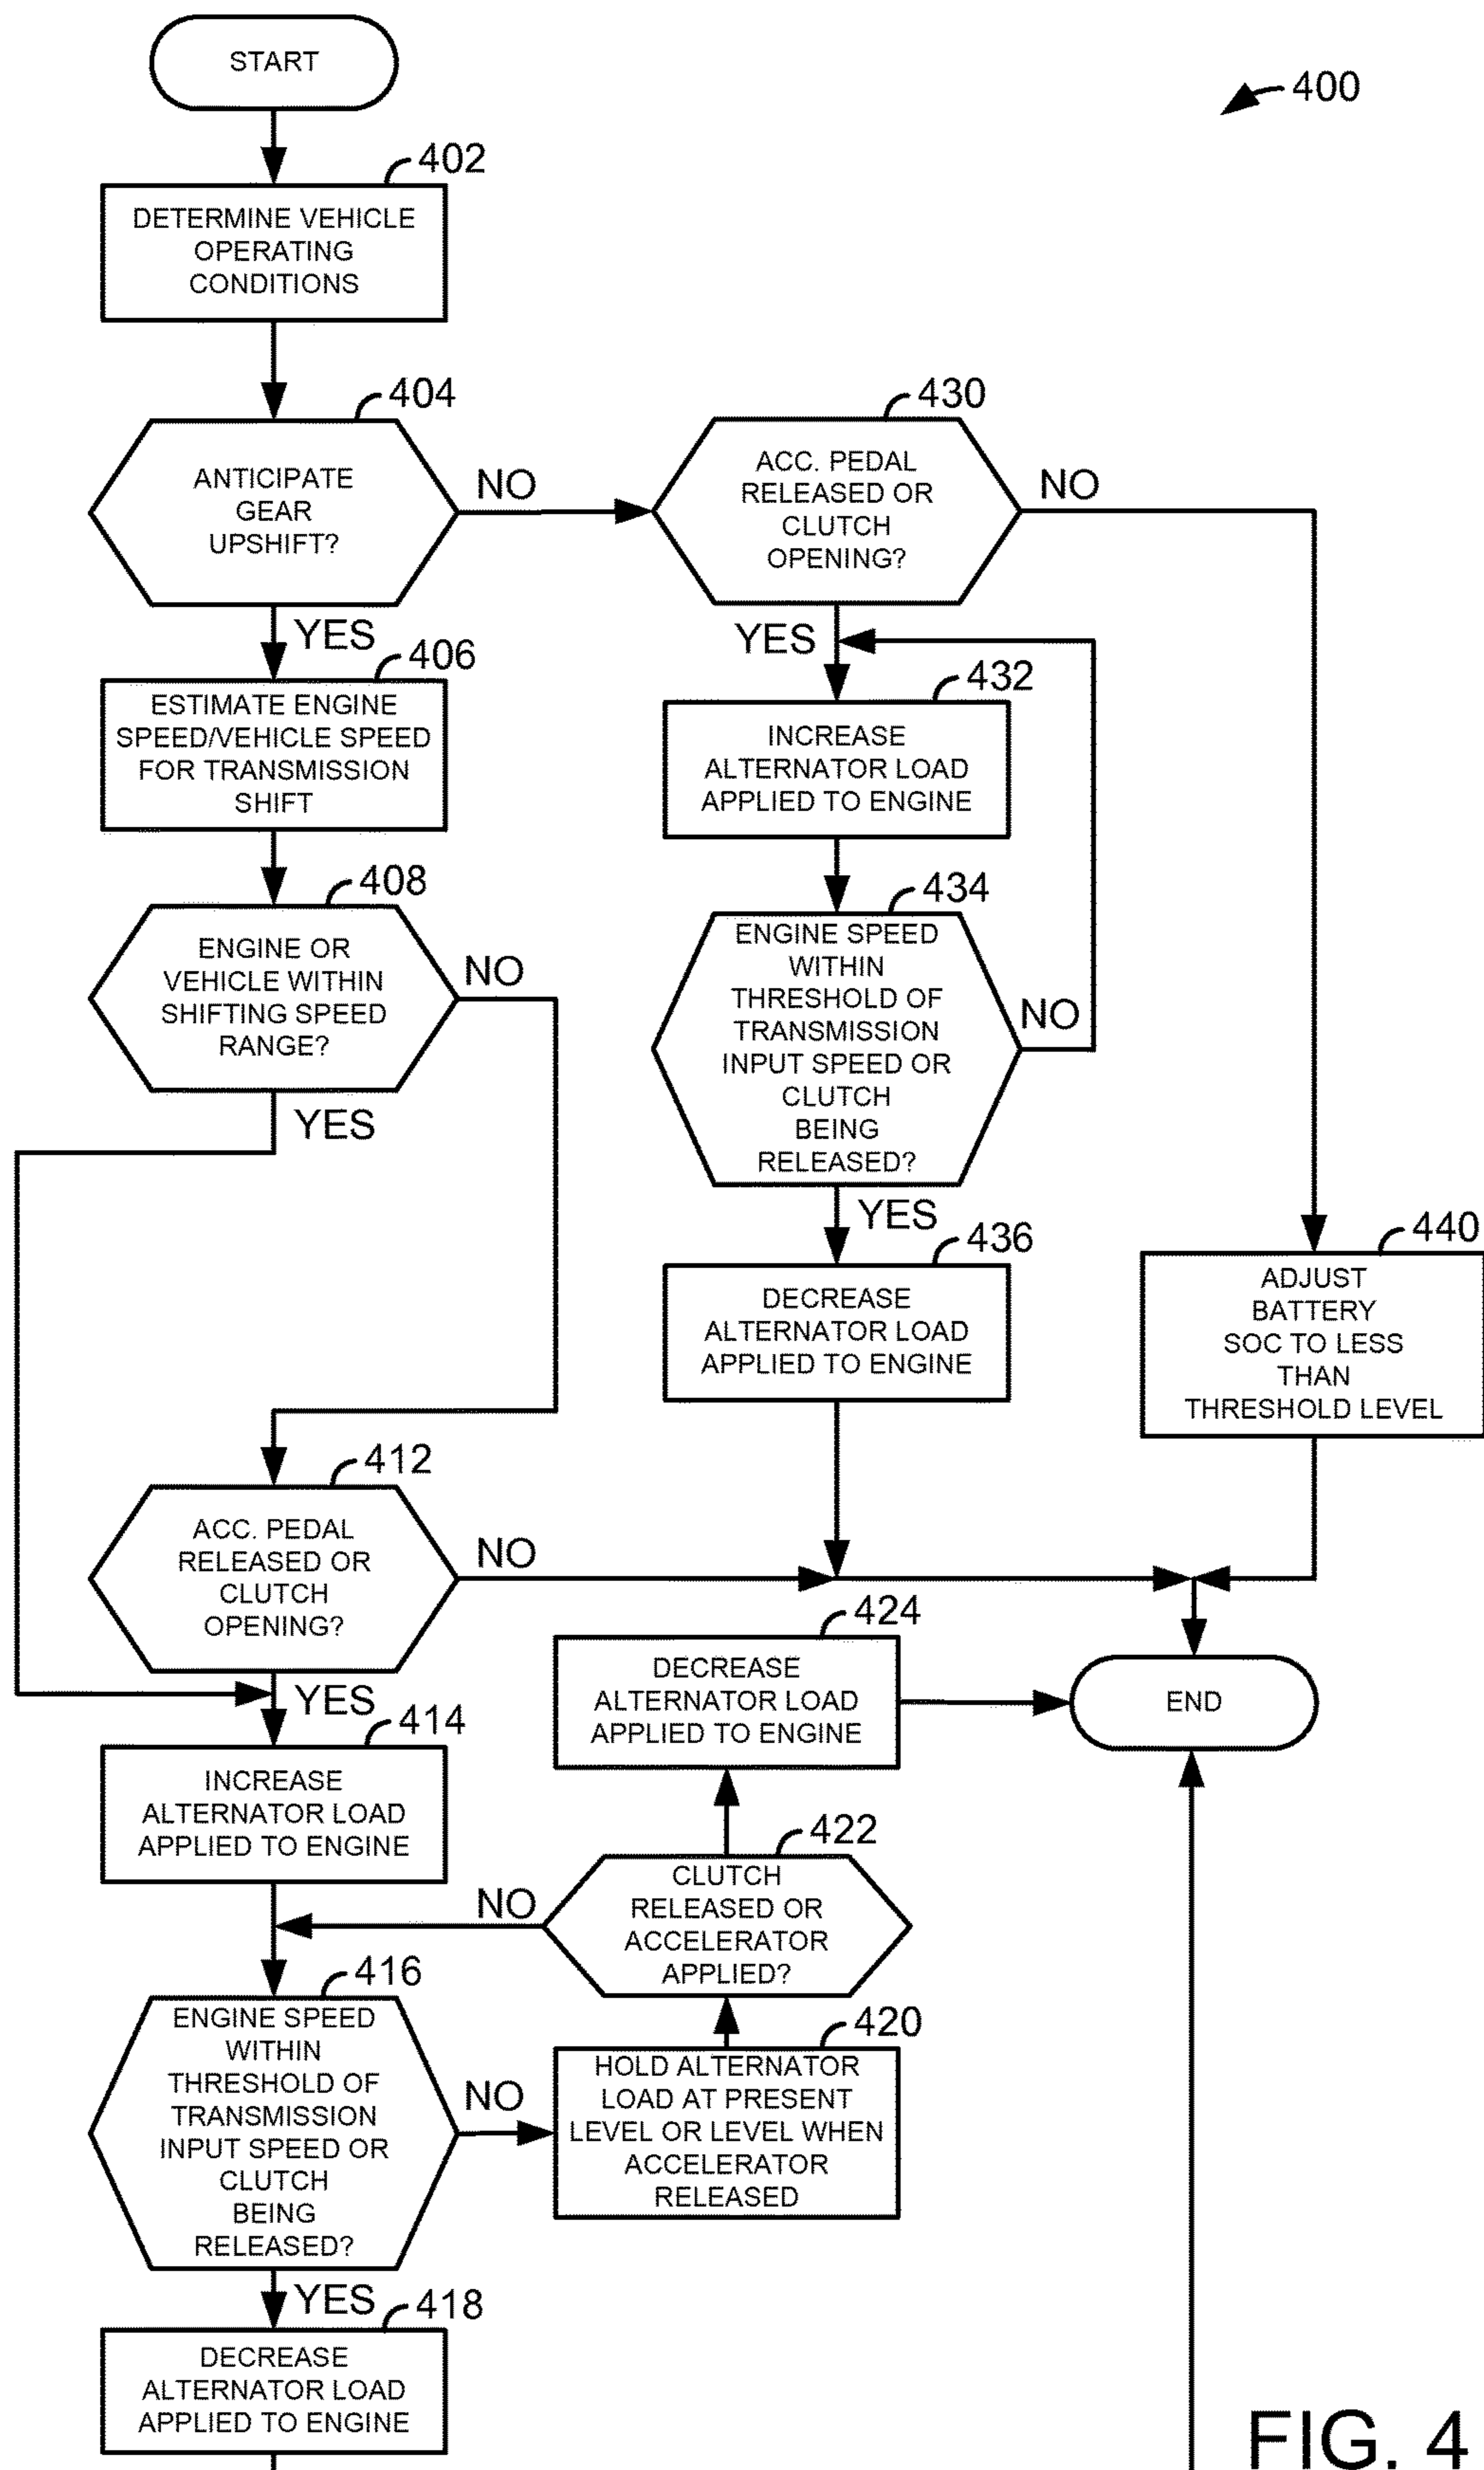 START
400
402
DETERMINE VEHICLE
OPERATING
CONDITIONS
404
ANTICIPATE
GEAR
UPSHIFT?
NO
YES
430
ACC. PEDAL
RELEASED OR
CLUTCH
OPENING?
NO
YES
406
ESTIMATE ENGINE
SPEED/VEHICLE SPEED
FOR TRANSMISSION
SHIFT
432
INCREASE
ALTERNATOR LOAD
APPLIED TO ENGINE
408
ENGINE OR
VEHICLE WITHIN
SHIFTING SPEED
RANGE?
NO
YES
434
ENGINE SPEED
WITHIN
THRESHOLD OF
TRANSMISSION
INPUT SPEED OR
CLUTCH
BEING
RELEASED?
NO
YES
436
DECREASE
ALTERNATOR LOAD
APPLIED TO ENGINE
440
ADJUST
BATTERY
SOC TO LESS
THAN
THRESHOLD LEVEL
412
ACC. PEDAL
RELEASED OR
CLUTCH
OPENING?
NO
YES
424
DECREASE
ALTERNATOR LOAD
APPLIED TO ENGINE
END
414
INCREASE
ALTERNATOR LOAD
APPLIED TO ENGINE
422
CLUTCH
RELEASED OR
ACCELERATOR
APPLIED?
NO
416
ENGINE SPEED
WITHIN
THRESHOLD OF
TRANSMISSION
INPUT SPEED OR
CLUTCH
BEING
RELEASED?
NO
YES
420
HOLD ALTERNATOR
LOAD AT PRESENT
LEVEL OR LEVEL WHEN
ACCELERATOR
RELEASED
418
DECREASE
ALTERNATOR LOAD
APPLIED TO ENGINE
FIG. 4